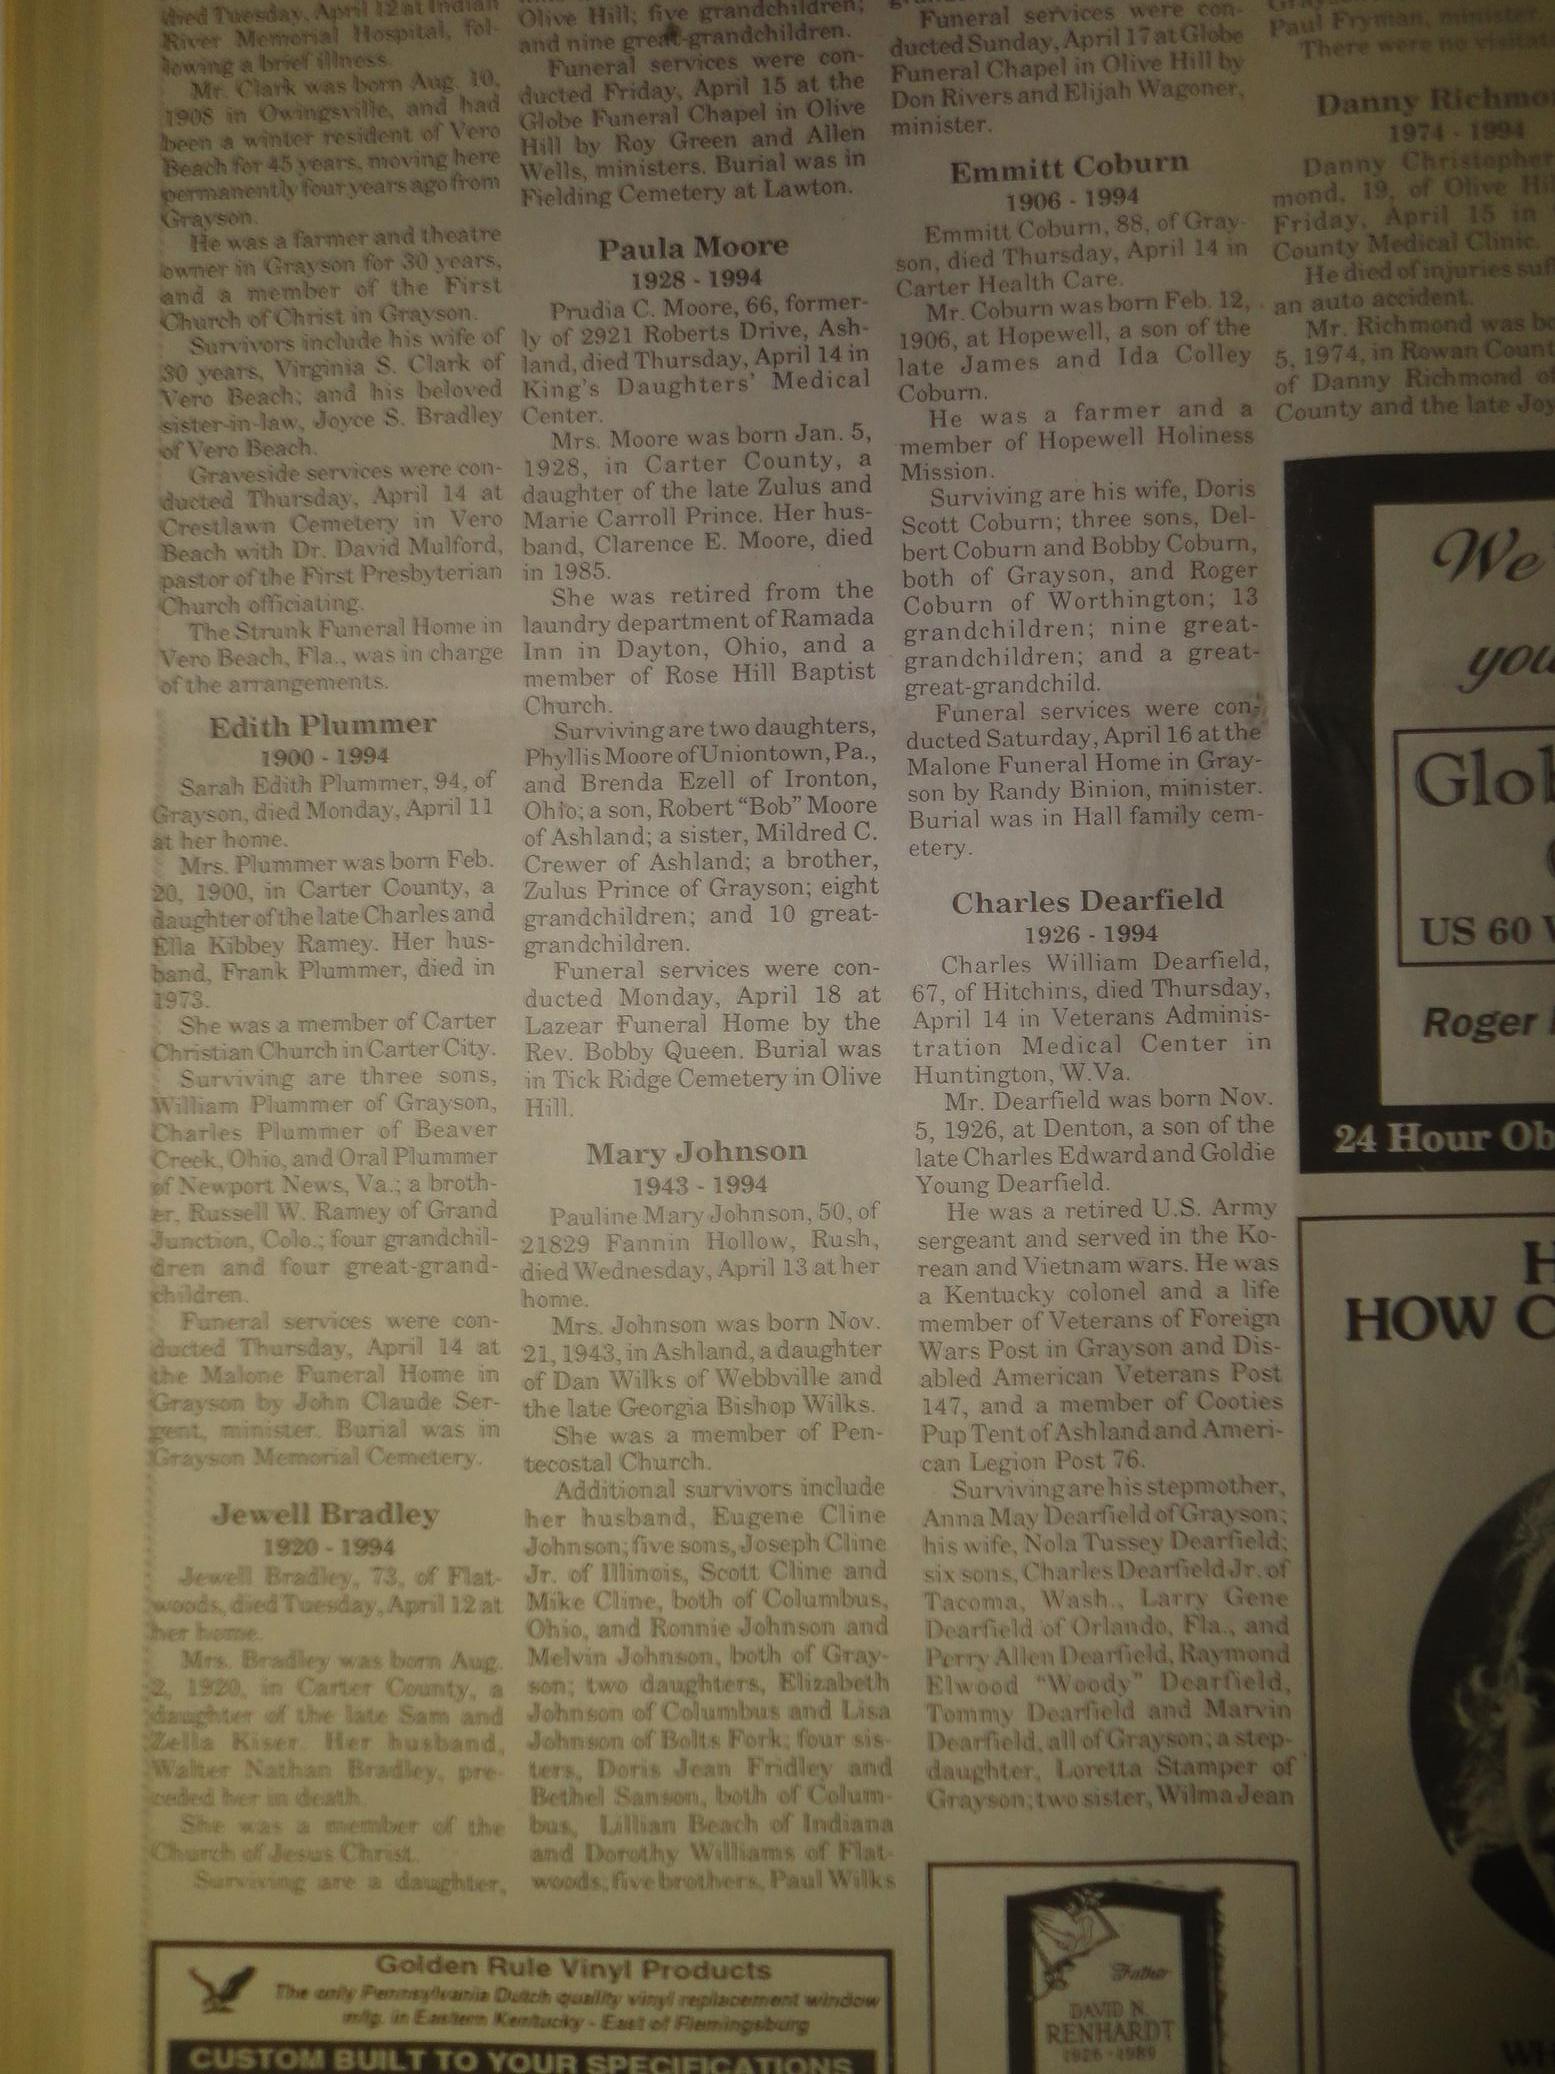 died Tuesday, April 12 at Indian
River Memorial Hospital, fol-
lowing a brief illness.
Mr. Clark was born Aug. 10,
1908 in Owingsville, and had
been a winter resident of Vero
Beach for 45 years, moving here
permanently four years ago from
Grayson.
He was a farmer and theatre
owner in Grayson for 30 years,
and a member of the First
Church of Christ in Grayson.
Survivors include his wife of
30 years, Virginia S. Clark of
Vero Beach; and his beloved
sister-in-law, Joyce S. Bradley
of Vero Beach.
Graveside services were con-
ducted Thursday, April 14 at
Crestlawn Cemetery in Vero
Beach with Dr. David Mulford,
pastor of the First Presbyterian
Church officiating.
The Strunk Funeral Home in
Vero Beach, Fla., was in charge
of the arrangements.
Edith Plummer
1900 - 1994
Sarah Edith Plummer, 94, of
Grayson, died Monday, April 11
at her home.
Mrs. Plummer was born Feb.
20, 1900, in Carter County, a
daughter of the late Charles and
Ella Kibbey Ramey. Her hus-
band, Frank Plummer, died in
1973.
She was a member of Carter
Christian Church in Carter City.
Surviving are three sons,
William Plummer of Grayson,
Charles Plummer of Beaver
Creek, Ohio, and Oral Plummer
of Newport News, Va.; a broth-
er, Russell W. Ramey of Grand
Junction, Colo.; four grandchil-
dren and four great-grand-
children.
Funeral services were con-
ducted Thursday, April 14 at
the Malone Funeral Home in
Grayson by John Claude Ser-
gent, minister. Burial was in
Grayson Memorial Cemetery.
Jewell Bradley
1920 - 1994
Jewell Bradley, 73, of Flat-
woods, died Tuesday, April 12 at
her home.
Mrs. Bradley was born Aug.
2, 1920, in Carter County, a
daughter of the late Sam and
Zella Kiser. Her husband,
Walter Nathan Bradley, pre-
ceded her in death.
She was a member of the
Church of Jesus Christ.
Surviving are a daughter,
Olive Hill; five grandchildren;
and nine great-grandchildren.
Funeral services were con-
ducted Friday, April 15 at the
Globe Funeral Chapel in Olive
Hill by Roy Green and Allen
Wells, ministers. Burial was in
Fielding Cemetery at Lawton.
Paula Moore
1928 - 1994
Prudia C. Moore, 66, former-
ly of 2921 Roberts Drive, Ash-
land, died Thursday, April 14 in
King's Daughters' Medical
Center.
Mrs. Moore was born Jan. 5,
1928, in Carter County, a
daughter of the late Zulus and
Marie Carroll Prince. Her hus-
band, Clarence E. Moore, died
in 1985.
She was retired from the
laundry department of Ramada
Inn in Dayton, Ohio, and a
member of Rose Hill Baptist
Church.
Surviving are two daughters,
Phyllis Moore of Uniontown, Pa.,
and Brenda Ezell of Ironton,
Ohio; a son, Robert "Bob" Moore
of Ashland; a sister, Mildred C.
Crewer of Ashland; a brother,
Zulus Prince of Grayson; eight
grandchildren; and 10 great-
grandchildren.
Funeral services were con-
ducted Monday, April 18 at
Lazear Funeral Home by the
Rev. Bobby Queen. Burial was
in Tick Ridge Cemetery in Olive
Hill.
Mary Johnson
1943 - 1994
Pauline Mary Johnson, 50, of
21829 Fannin Hollow, Rush,
died Wednesday, April 13 at her
home.
Mrs. Johnson was born Nov.
21, 1943, in Ashland, a daughter
of Dan Wilks of Webbville and
the late Georgia Bishop Wilks.
She was a member of Pen-
tecostal Church.
Additional survivors include
her husband, Eugene Cline
Johnson; five sons, Joseph Cline
Jr. of Illinois, Scott Cline and
Mike Cline, both of Columbus,
Ohio, and Ronnie Johnson and
Melvin Johnson, both of Gray-
son; two daughters, Elizabeth
Johnson of Columbus and Lisa
Johnson of Bolts Fork; four sis-
ters, Doris Jean Fridley and
Bethel Sanson, both of Colum-
bus, Lillian Beach of Indiana
and Dorothy Williams of Flat-
woods; five brothers, Paul Wilks
Funeral services were con-
ducted Sunday, April 17 at Globe
Funeral Chapel in Olive Hill by
Don Rivers and Elijah Wagoner,
minister.
Emmitt Coburn
1906 - 1994
Emmitt Coburn, 88, of Gray-
son, died Thursday, April 14 in
Carter Health Care.
Mr. Coburn was born Feb. 12,
1906, at Hopewell, a son of the
late James and Ida Colley
Coburn.
He was a farmer and a
member of Hopewell Holiness
Mission.
Surviving are his wife, Doris
Scott Coburn; three sons, Del-
bert Coburn and Bobby Coburn,
both of Grayson, and Roger
Coburn of Worthington; 13
grandchildren; nine great-
grandchildren; and a great-
great-grandchild.
Funeral services were con-
ducted Saturday, April 16 at the
Malone Funeral Home in Gray-
son by Randy Binion, minister.
Burial was in Hall family cem-
etery.
Charles Dearfield
1926 - 1994
Charles William Dearfield,
67, of Hitchins, died Thursday,
April 14 in Veterans Adminis-
tration Medical Center in
Huntington, W.Va.
Mr. Dearfield was born Nov.
5, 1926, at Denton, a son of the
late Charles Edward and Goldie
Young Dearfield.
He was a retired U.S. Army
sergeant and served in the Ko-
rean and Vietnam wars. He was
a Kentucky colonel and a life
member of Veterans of Foreign
Wars Post in Grayson and Dis-
abled American Veterans Post
147, and a member of Cooties
Pup Tent of Ashland and Ameri-
can Legion Post 76.
Surviving are his stepmother,
Anna May Dearfield of Grayson;
his wife, Nola Tussey Dearfield;
six sons, Charles Dearfield Jr. of
Tacoma, Wash., Larry Gene
Dearfield of Orlando, Fla., and
Perry Allen Dearfield, Raymond
Elwood "Woody" Dearfield,
Tommy Dearfield and Marvin
Dearfield, all of Grayson; a step-
daughter, Loretta Stamper of
Grayson; two sister, Wilma Jean
Paul Fryman, minister.
There were no visitat
Danny Richmo
1974 - 1994
Danny Christopher
mond, 19, of Olive Hil
Friday, April 15 in
County Medical Clinic.
He died of injuries suf
an auto accident.
Mr. Richmond was bo
5, 1974, in Rowan Count
of Danny Richmond of
County and the late Joy
We
you
Glob
US 60 W
Roger
24 Hour Ob
H
HOW C
Golden Rule Vinyl Products
The only Pennsylvania Dutch quality vinyl replacement window
mfg. in Eastern Kentucky - East of Flemingsburg
CUSTOM BUILT TO YOUR SPECIFICATIONS
Father
DAVID N.
RENHARDT
1926-1989